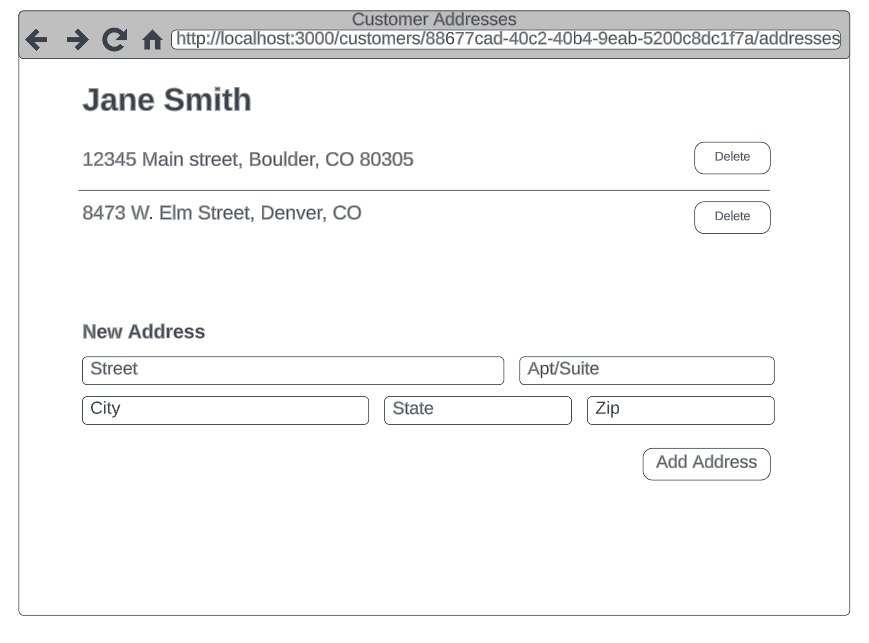 Customer Addresses
http://localhost:3000/customers/88677cad-40c2-40b4-9eab-5200c8dc1f7a/addresses
Jane Smith
12345 Main street, Boulder, CO 80305
Delete
8473 W. Elm Street, Denver, CO
Delete
New Address
Street
Apt/Suite
City
State
Zip
Add Address